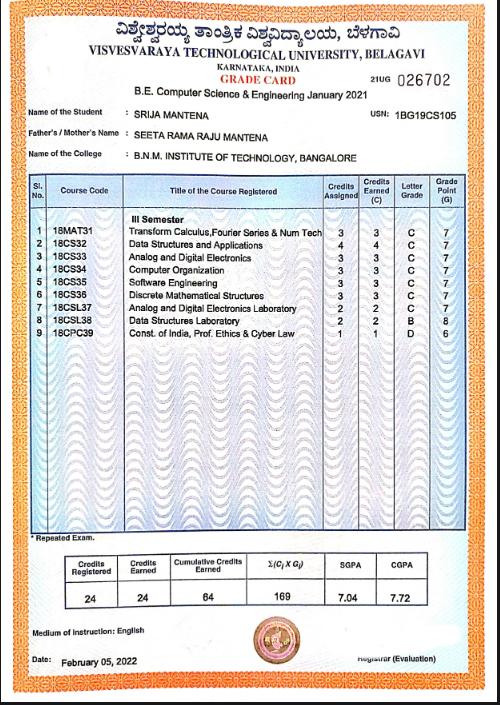 ವಿಶ್ವೇಶ್ವರಯ್ಯ ತಾಂತ್ರಿಕ ವಿಶ್ವವಿದ್ಯಾಲಯ, ಬೆಳಗಾವಿ
VISVESVARAYA TECHNOLOGICAL UNIVERSITY, BELAGAVI
KARNATAKA, INDIA
GRADE CARD
21UG 026702
B.E. Computer Science & Engineering January 2021
Name of the Student : SRIJA MANTENA USN: 1BG19CS105
Father's / Mother's Name : SEETA RAMA RAJU MANTENA
Name of the College : B.N.M. INSTITUTE OF TECHNOLOGY, BANGALORE
Sl. No. Course Code Title of the Course Registered Credits Assigned Credits Earned (C) Letter Grade Grade Point (G)
III Semester
1 18MAT31 Transform Calculus,Fourier Series & Num Tech 3 3 C 7
2 18CS32 Data Structures and Applications 4 4 C 7
3 18CS33 Analog and Digital Electronics 3 3 C 7
4 18CS34 Computer Organization 3 3 C 7
5 18CS35 Software Engineering 3 3 C 7
6 18CS36 Discrete Mathematical Structures 3 3 C 7
7 18CSL37 Analog and Digital Electronics Laboratory 2 2 C 7
8 18CSL38 Data Structures Laboratory 2 2 B 8
9 18CPC39 Const. of India, Prof. Ethics & Cyber Law 1 1 D 6
* Repeated Exam.
Credits Registered Credits Earned Cumulative Credits Earned Σ(Ci X Gi) SGPA CGPA
24 24 64 169 7.04 7.72
Medium of Instruction: English
Date: February 05, 2022 Registrar (Evaluation)